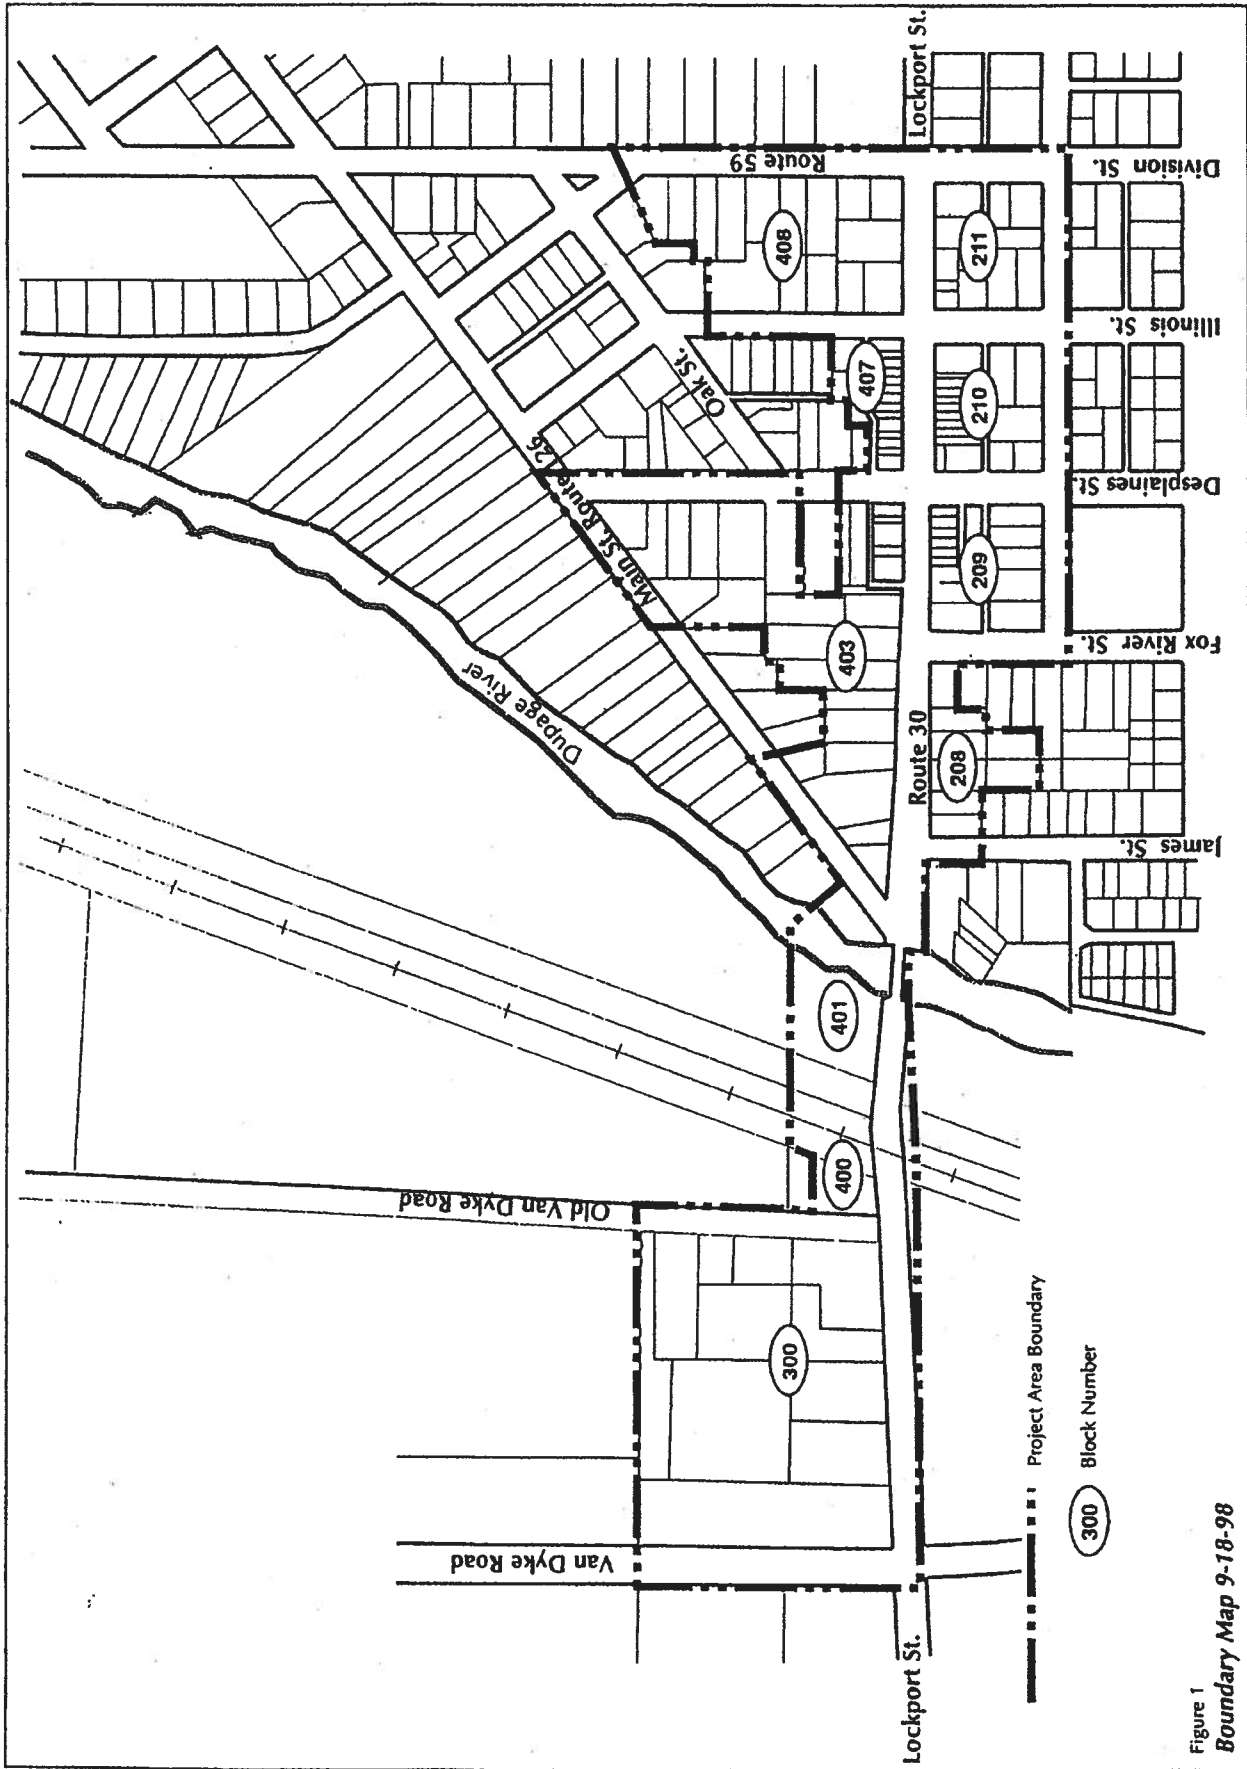 Lockport St.
Route 59
Division St.
408
211
Illinois St.
Oak St.
407
210
Main St. Route 126
Desplaines St.
209
Dupage River
403
Fox River St.
Route 30
208
James St.
401
400
Old Van Dyke Road
300
Van Dyke Road
Lockport St.
Project Area Boundary
300 Block Number
Figure 1
Boundary Map 9-18-98